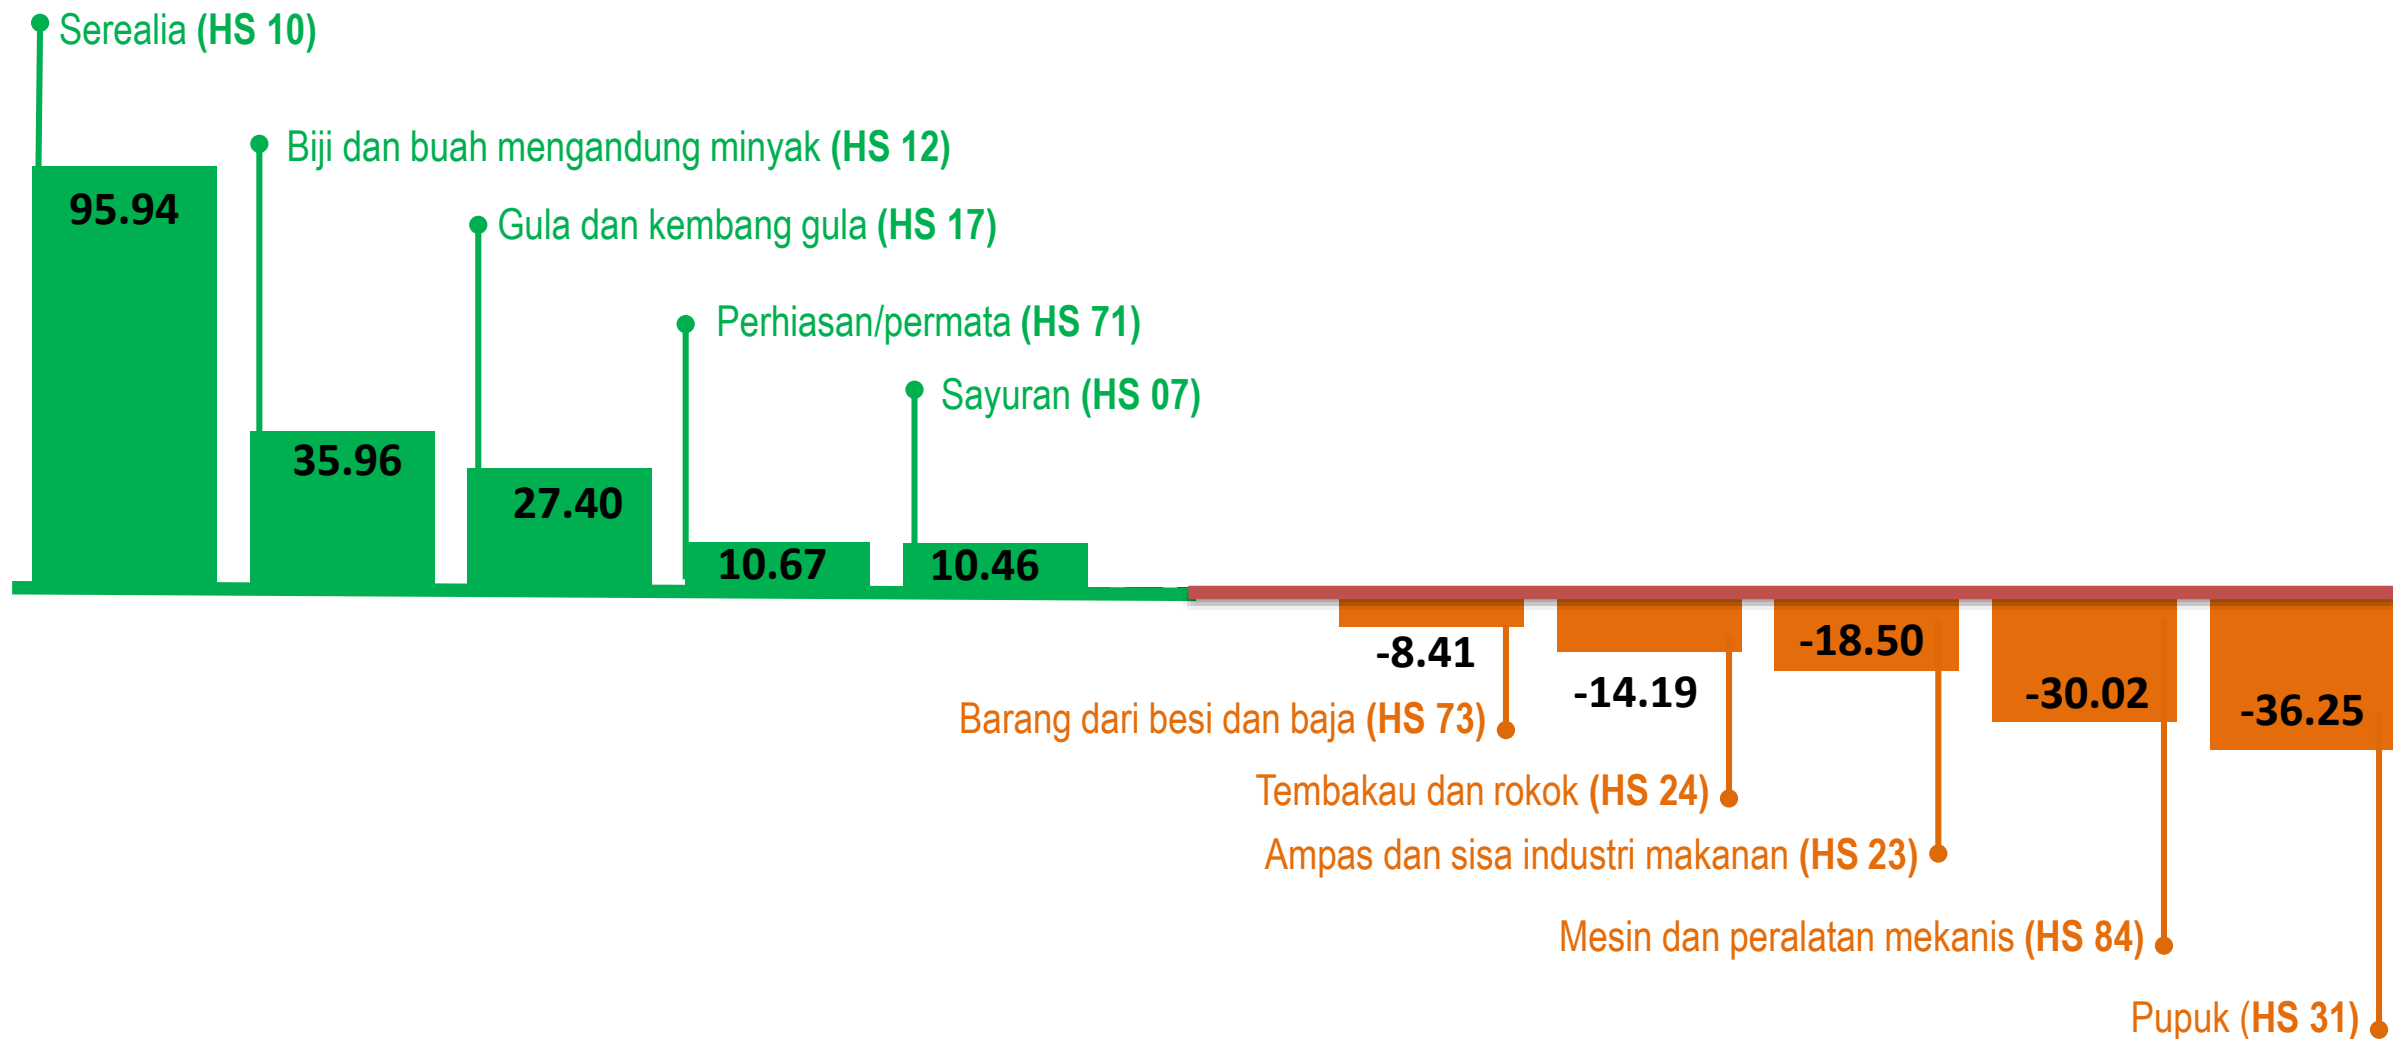 Serealia (HS 10)
Biji dan buah mengandung minyak (HS 12)
95.94
Gula dan kembang gula (HS 17)
Perhiasan/permata (HS 71)
Sayuran (HS 07)
35.96
27.40
10.67
10.46
-8.41
-14.19
-18.50
-30.02
-36.25
Barang dari besi dan baja (HS 73)
Tembakau dan rokok (HS 24)
Ampas dan sisa industri makanan (HS 23)
Mesin dan peralatan mekanis (HS 84)
Pupuk (HS 31)